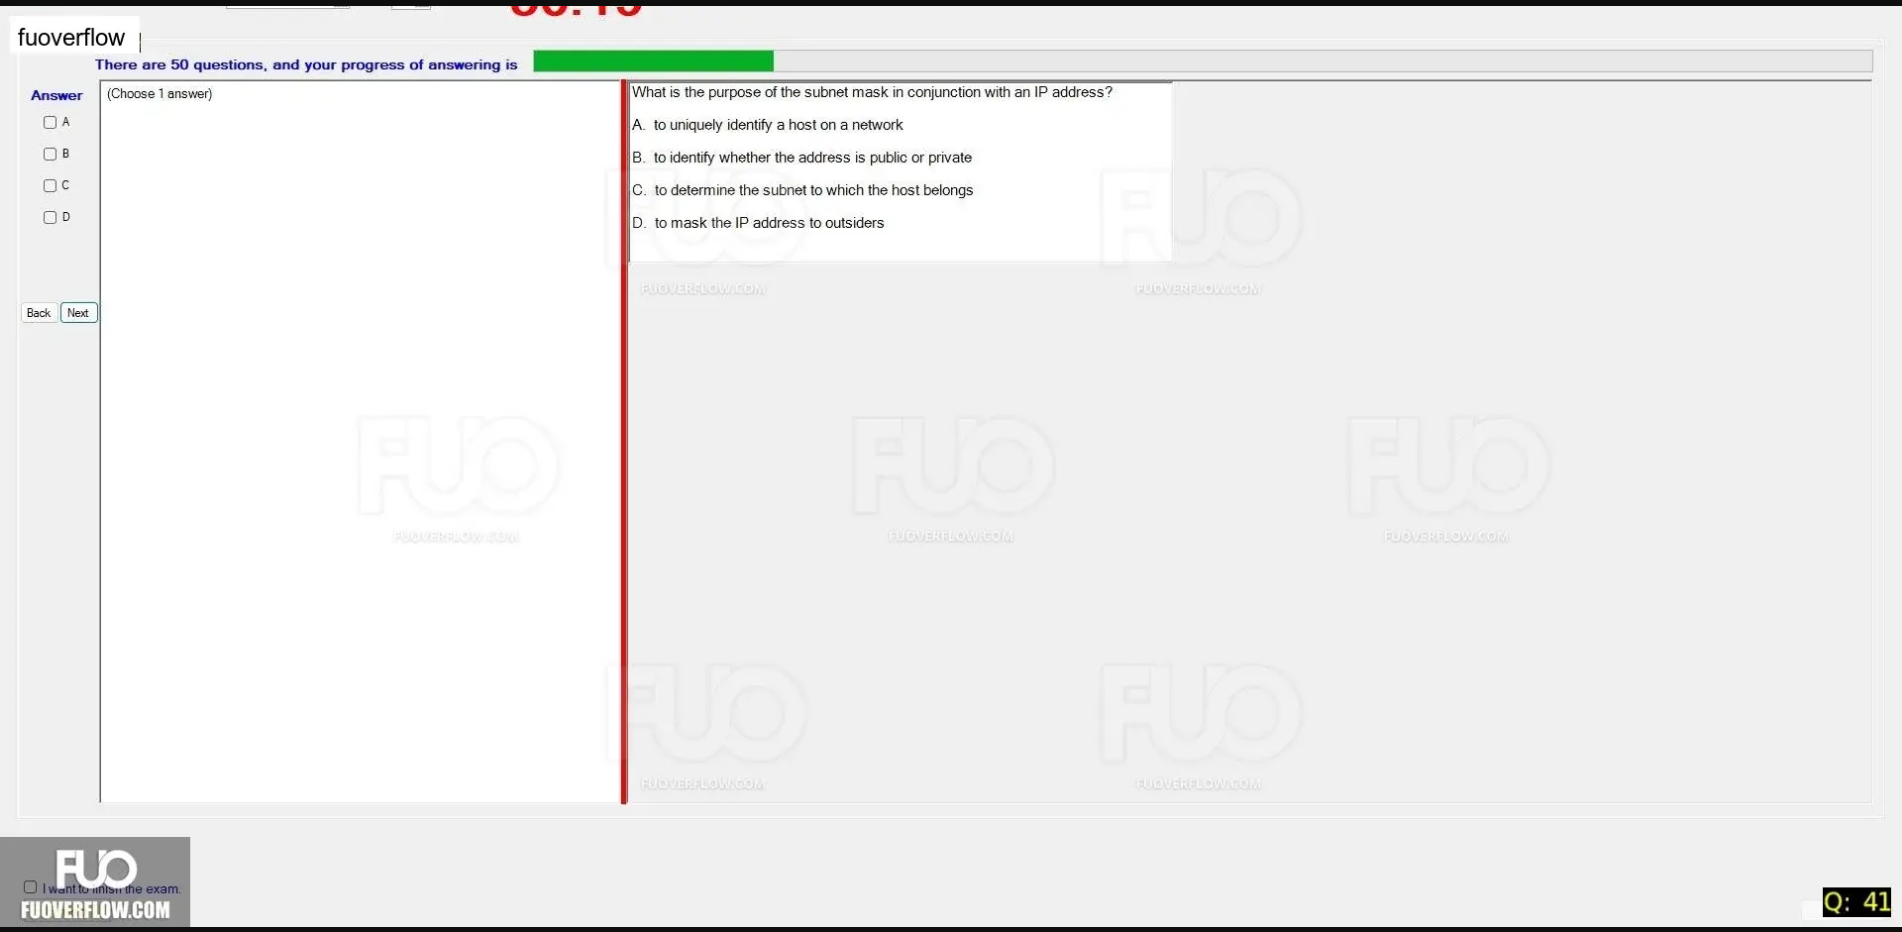 fuoverflow
There are 50 questions, and your progress of answering is
Answer
(Choose 1 answer)
A
B
C
D
Back Next
What is the purpose of the subnet mask in conjunction with an IP address?
A. to uniquely identify a host on a network
B. to identify whether the address is public or private
C. to determine the subnet to which the host belongs
D. to mask the IP address to outsiders
FUO
FUOVERFLOW.COM
FUO
FUOVERFLOW.COM
FUO
FUOVERFLOW.COM
FUO
FUOVERFLOW.COM
FUO
FUOVERFLOW.COM
FUO
FUOVERFLOW.COM
FUO
FUOVERFLOW.COM
FUO
I want to finish the exam.
FUOVERFLOW.COM
Q: 41